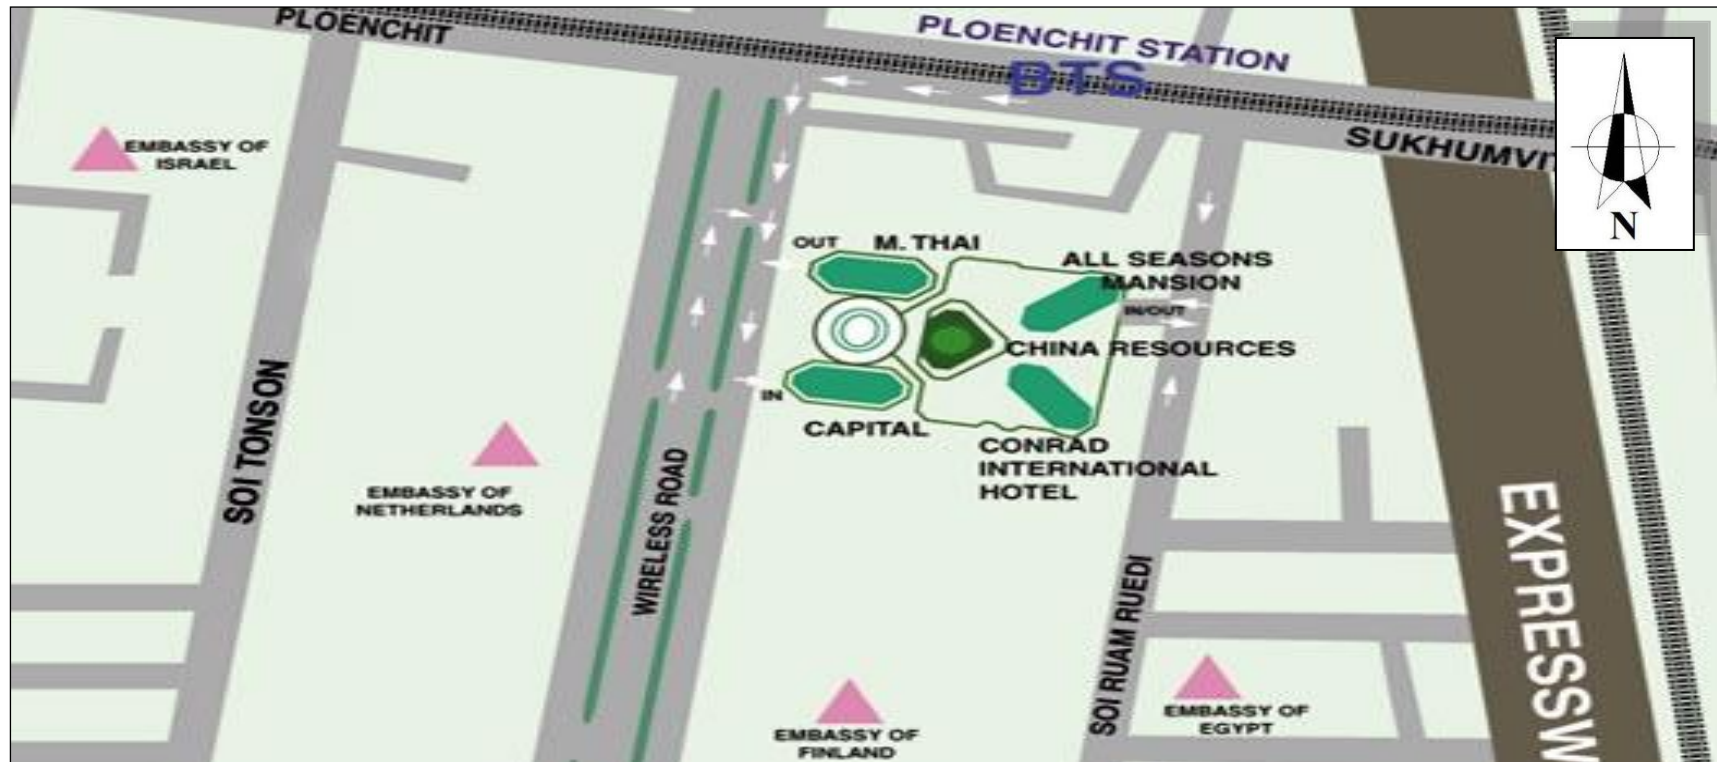 PLOENCHIT
PLOENCHIT STATION
BTS
SUKHUMVIT
N
EMBASSY OF
ISRAEL
OUT
M. THAI
ALL SEASONS
MANSION
IN/OUT
CHINA RESOURCES
IN
CAPITAL
CONRAD
INTERNATIONAL
HOTEL
SOI TONSON
EMBASSY OF
NETHERLANDS
WIRELESS ROAD
SOI RUAM RUEDI
EXPRESSW
EMBASSY OF
FINLAND
EMBASSY OF
EGYPT